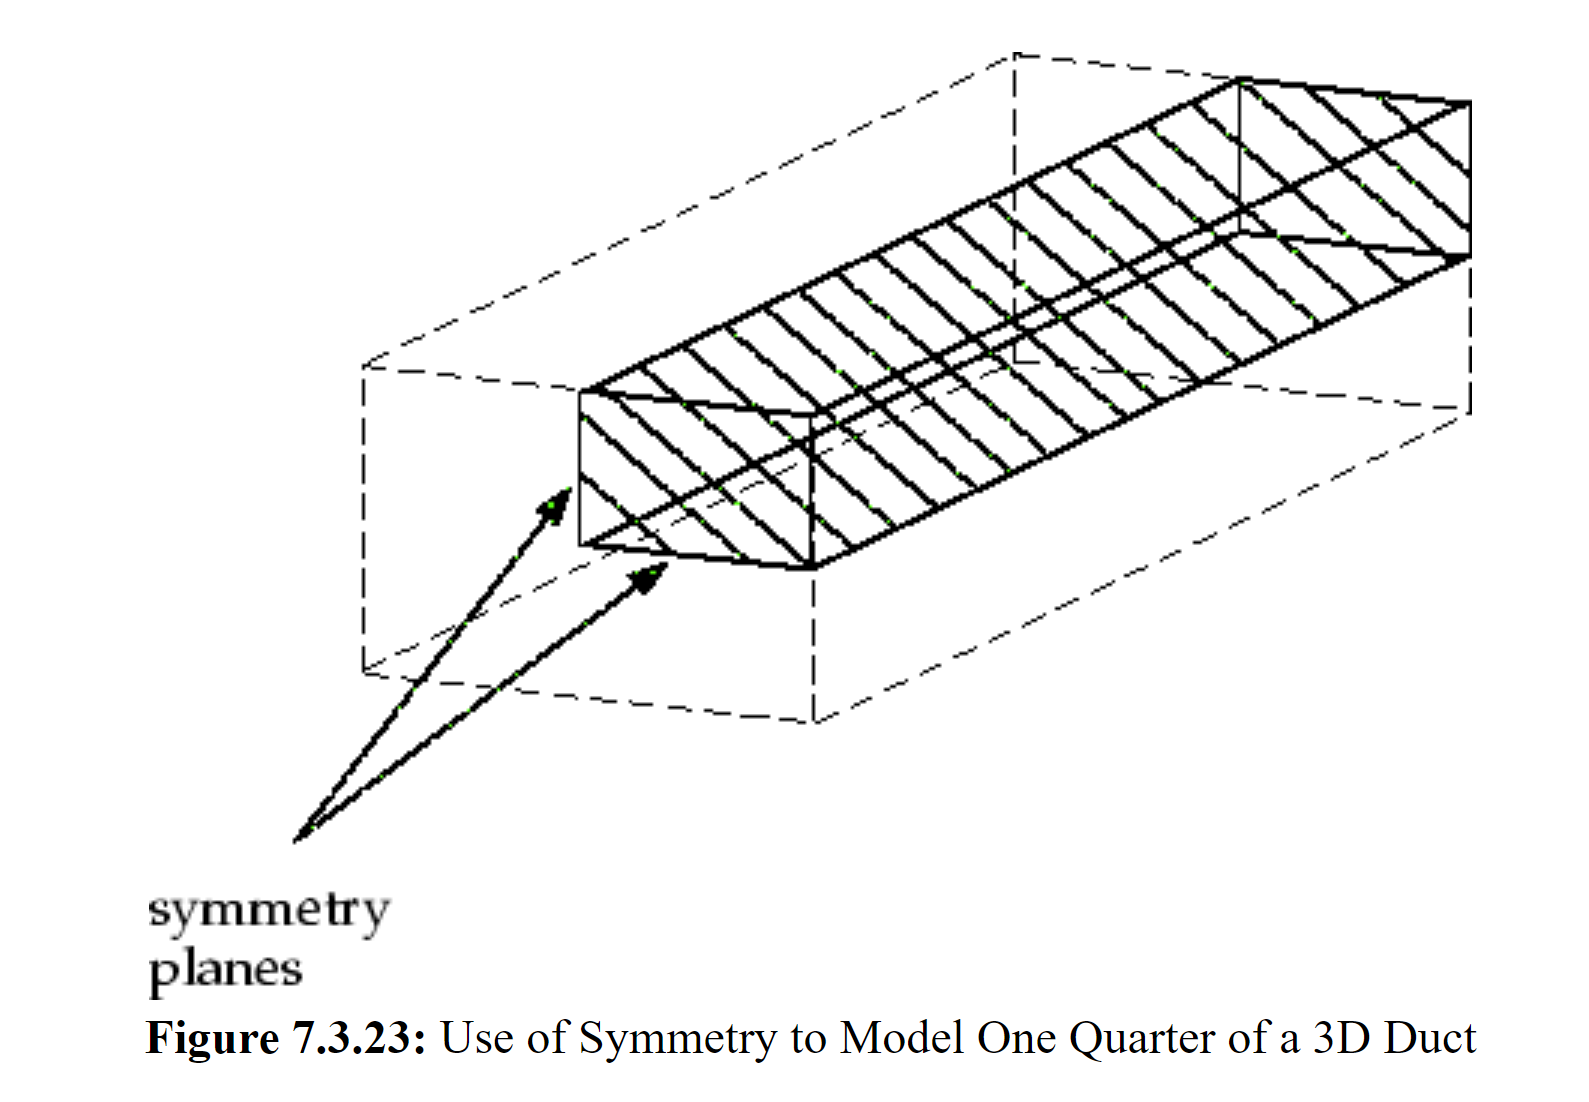 symmetry
planes
Figure 7.3.23: Use of Symmetry to Model One Quarter of a 3D Duct